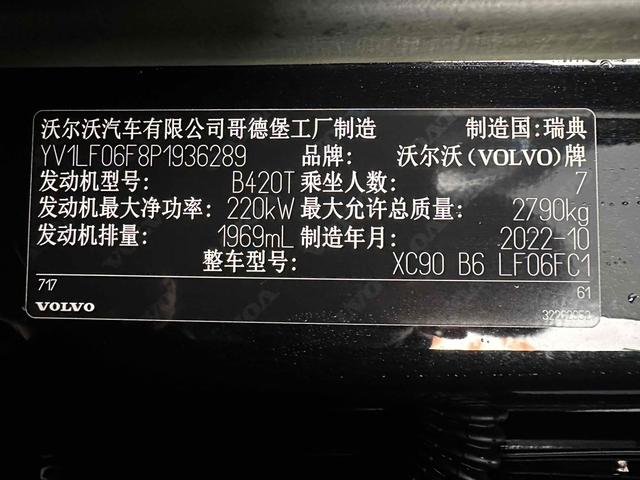 沃尔沃汽车有限公司哥德堡工厂制造 制造国:瑞典
YV1LF06F8P1936289 品牌: 沃尔沃(VOLVO)牌
发动机型号: B420T 乘坐人数: 7
发动机最大净功率: 220kW 最大允许总质量: 2790kg
发动机排量: 1969mL 制造年月: 2022-10
整车型号: XC90 B6 LF06FC1
717 61
VOLVO